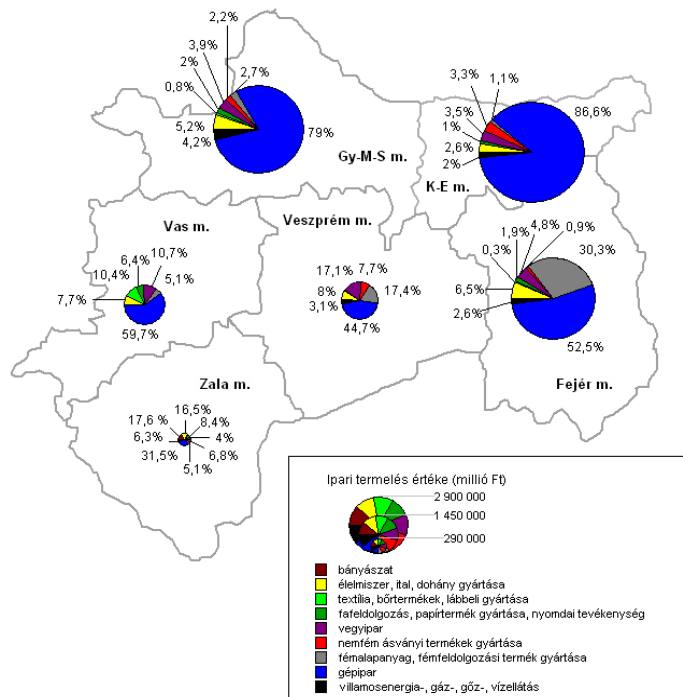 2,2%
3,9%
2%
0,8%
5,2%
4,2%
2,7%
79%
Gy-M-S m.
3,3%
1,1%
86,6%
3,5%
1%
2,6%
2%
K-E m.
Vas m.
6,4%
10,7%
10,4%
5,1%
7,7%
59,7%
Veszprém m.
17,1%
7,7%
8%
17,4%
3,1%
44,7%
4,8%
1,9%
0,9%
0,3%
30,3%
6,5%
2,6%
52,5%
Fejér m.
Zala m.
16,5%
17,6 %
8,4%
6,3%
4%
31,5%
6,8%
5,1%
Ipari termelés értéke (millió Ft)
2 900 000
1 450 000
290 000
bányászat
élelmiszer, ital, dohány gyártása
textília, bőrtermékek, lábbeli gyártása
fafeldolgozás, papírtermék gyártása, nyomdai tevékenység
vegyipar
nemfém ásványi termékek gyártása
fémalapanyag, fémfeldolgozási termék gyártása
gépipar
villamosenergia-, gáz-, gőz-, vízellátás